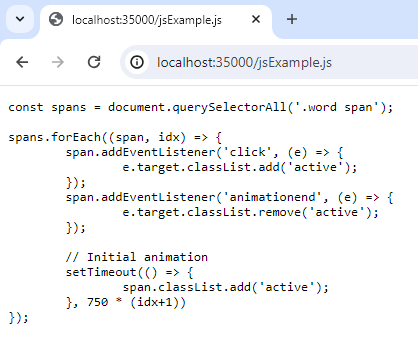 localhost:35000/jsExample.js
localhost:35000/jsExample.js
const spans = document.querySelectorAll('.word span');

spans.forEach((span, idx) => {
        span.addEventListener('click', (e) => {
                e.target.classList.add('active');
        });
        span.addEventListener('animationend', (e) => {
                e.target.classList.remove('active');
        });

        // Initial animation
        setTimeout(() => {
                span.classList.add('active');
        }, 750 * (idx+1))
});